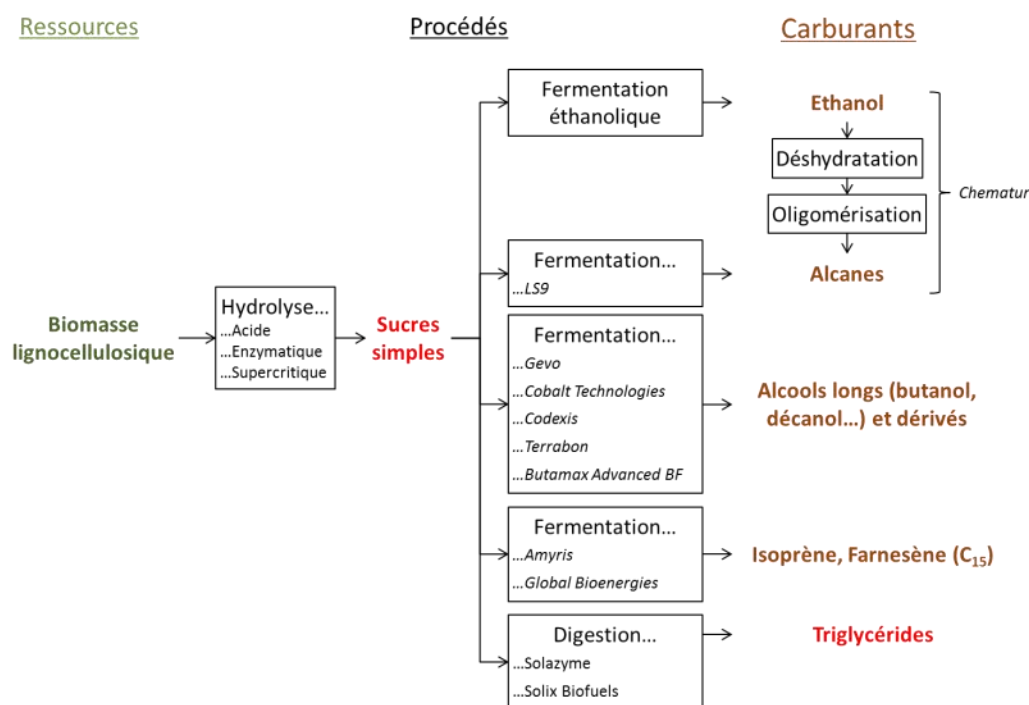 Ressources
Procédés
Carburants
Fermentation
éthanolique
Ethanol
Déshydratation
Oligomérisation
Alcanes
Chematur
Fermentation...
...LS9
Biomasse
lignocellulosique
Hydrolyse...
...Acide
...Enzymatique
...Supercritique
Sucres
simples
Fermentation...
...Gevo
...Cobalt Technologies
...Codexis
...Terrabon
...Butamax Advanced BF
Alcools longs (butanol,
décanol...) et dérivés
Fermentation...
...Amyris
...Global Bioenergies
Isoprène, Farnesène (C₁₅)
Digestion...
...Solazyme
...Solix Biofuels
Triglycérides